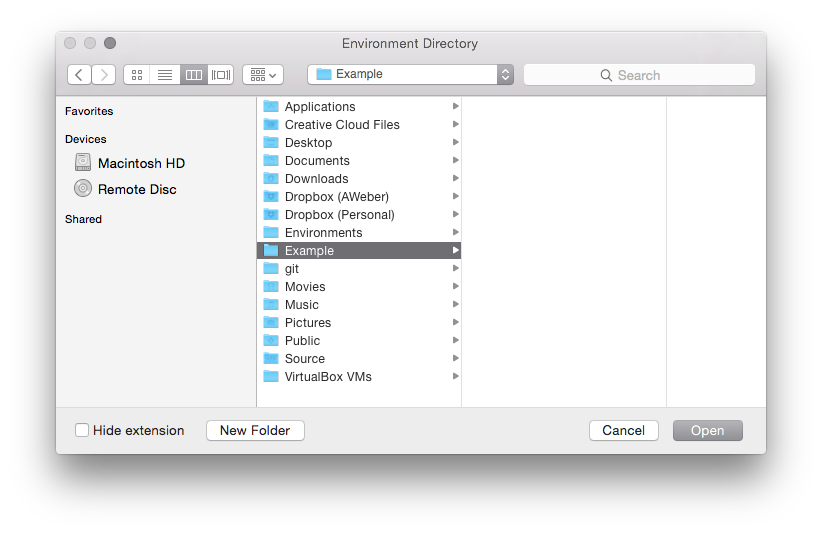 Environment Directory
Example
Search
Favorites
Devices
Macintosh HD
Remote Disc
Shared
Applications
Creative Cloud Files
Desktop
Documents
Downloads
Dropbox (AWeber)
Dropbox (Personal)
Environments
Example
git
Movies
Music
Pictures
Public
Source
VirtualBox VMs
Hide extension
New Folder
Cancel
Open